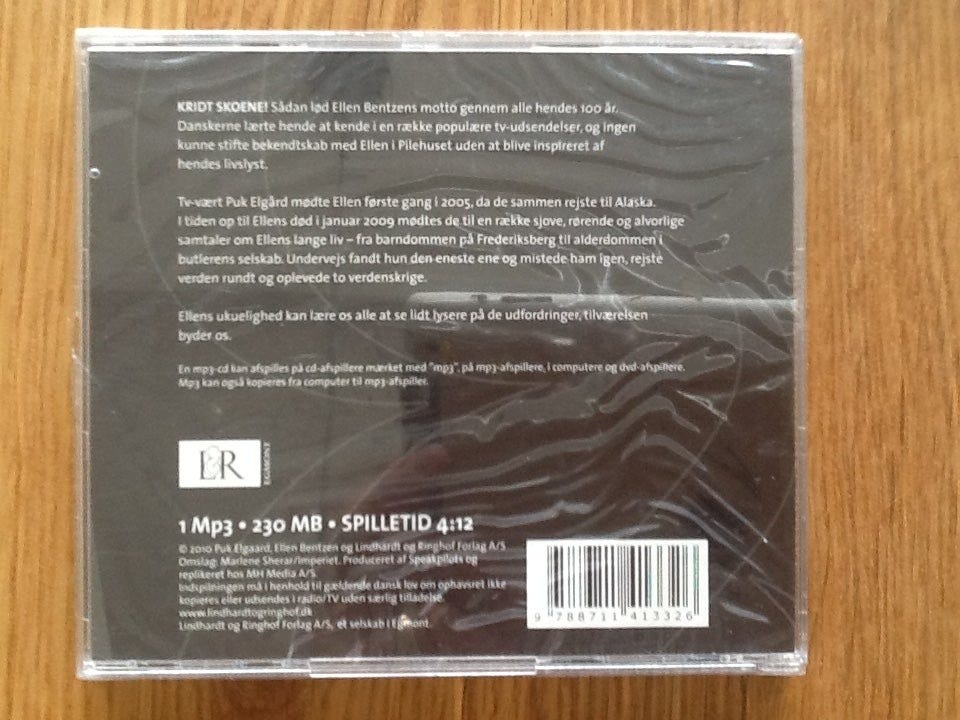 KRIDT SKOENE! Sådan lød Ellen Bentzens motto gennem alle hendes 100 år.
Danskerne lærte hende at kende i en række populære tv-udsendelser, og ingen
kunne stifte bekendtskab med Ellen i Pilehuset uden at blive inspireret af
hendes livslyst.
Tv-vært Puk Elgård mødte Ellen første gang i 2005, da de sammen rejste til Alaska.
I tiden op til Ellens død i januar 2009 mødtes de til en række sjove, rørende og alvorlige
samtaler om Ellens lange liv – fra barndommen på Frederiksberg til alderdommen i
butlerens selskab. Undervejs fandt hun den eneste ene og mistede ham igen, rejste
verden rundt og oplevede to verdenskrige.
Ellens ukuelighed kan lære os alle at se lidt lysere på de udfordringer, tilværelsen
byder os.
En mp3-cd kan afspilles på cd-afspillere mærket med "mp3", på mp3-afspillere, i computere og dvd-afspillere.
Mp3 kan også kopieres fra computer til mp3-afspiller.
L&R
EGMONT
1 Mp3 • 230 MB • SPILLETID 4:12
© 2010 Puk Elgaard, Ellen Bentzen og Lindhardt og Ringhof Forlag A/S
Omslag: Marlene Sherar/Imperiet. Produceret af Speakpilots og
replikeret hos MH Media A/S.
Indspilningen må i henhold til gældende dansk lov om ophavsret ikke
kopieres eller udsendes i radio/TV uden særlig tilladelse.
www.lindhardtogringhof.dk
Lindhardt og Ringhof Forlag A/S, et selskab i Egmont.
9 788711 413326